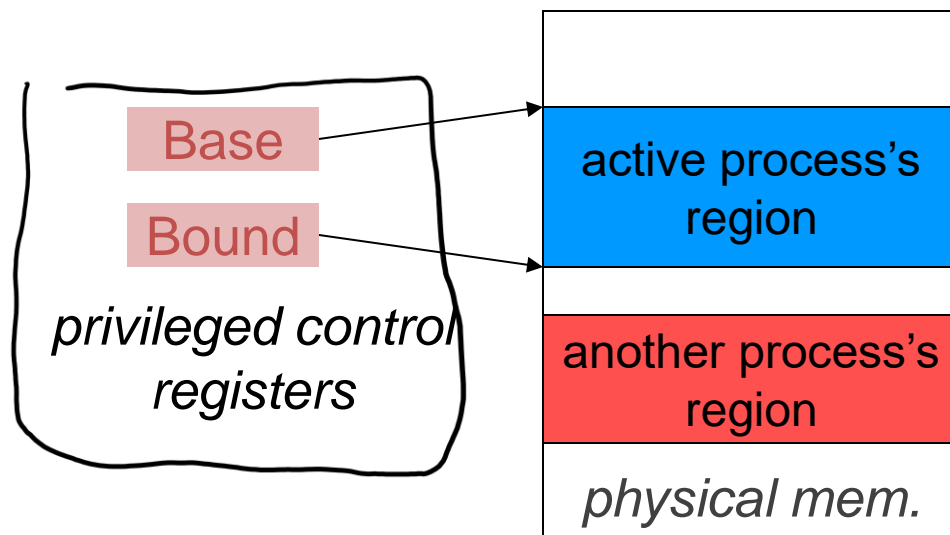 Base
Bound
privileged control
registers
active process’s
region
another process’s
region
physical mem.